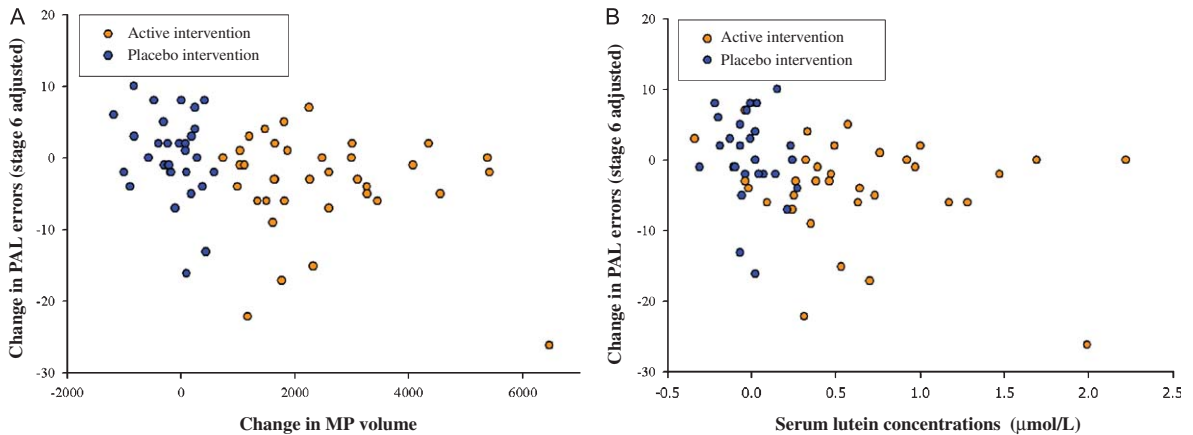 A
Change in PAL errors (stage 6 adjusted)
Active intervention
Placebo intervention
20
10
0
-10
-20
-30
-2000
0
2000
4000
6000
Change in MP volume
B
Change in PAL errors (stage 6 adjusted)
Active intervention
Placebo intervention
20
10
0
-10
-20
-30
-0.5
0.0
0.5
1.0
1.5
2.0
2.5
Serum lutein concentrations (μmol/L)